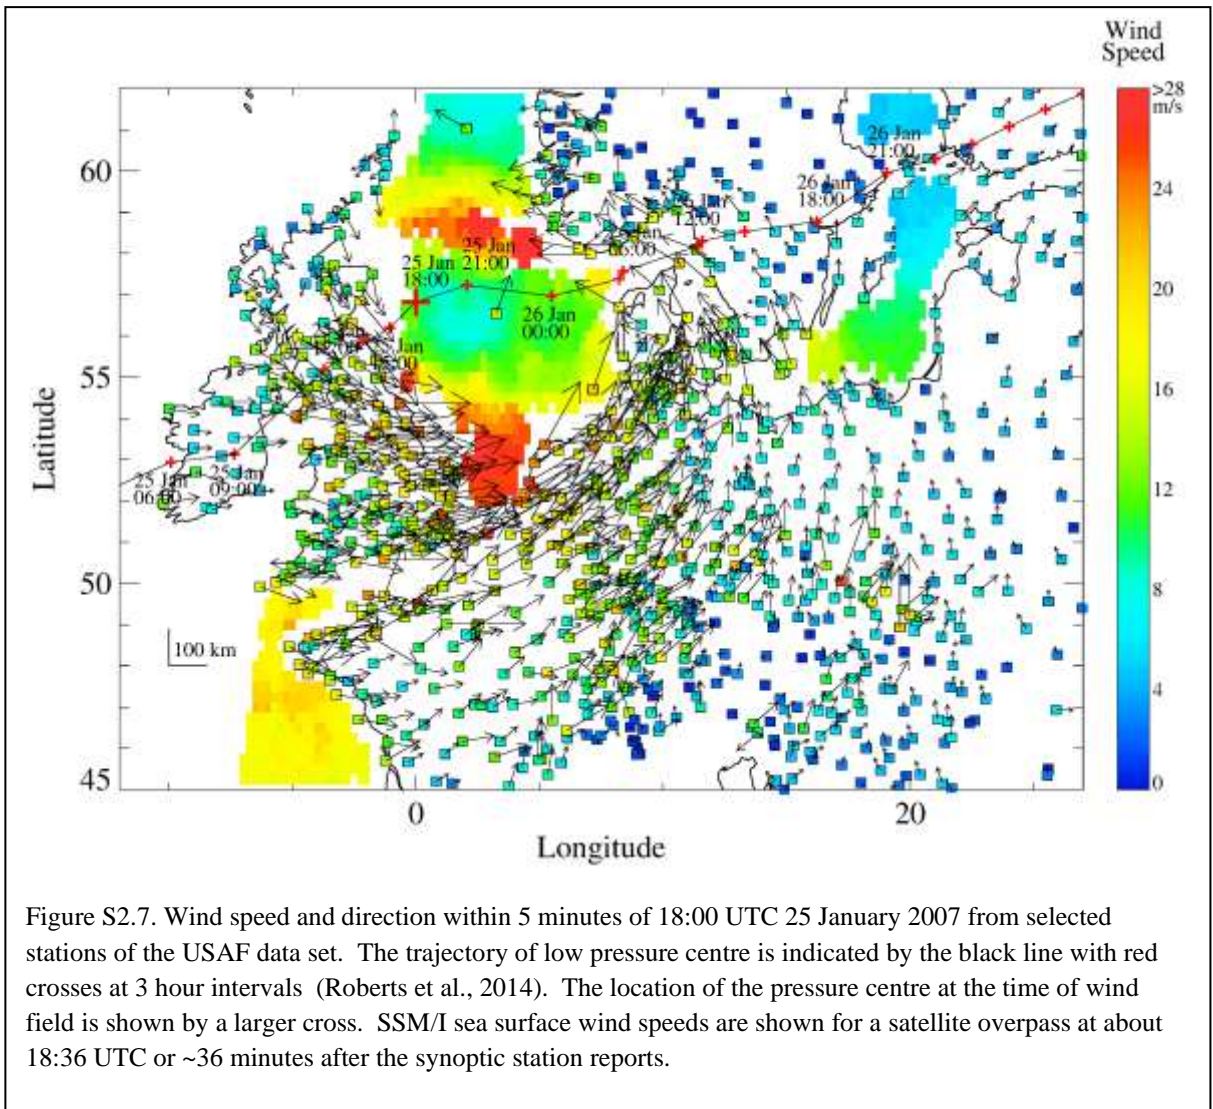 Wind
Speed
>28
m/s
24
20
16
12
8
4
0
60
55
50
45
Latitude
0
20
Longitude
100 km
26 Jan
21:00
26 Jan
18:00
12:00
06:00
25 Jan
21:00
25 Jan
18:00
26 Jan
00:00
Jan
25 Jan
09:00
25 Jan
06:00
Figure S2.7. Wind speed and direction within 5 minutes of 18:00 UTC 25 January 2007 from selected
stations of the USAF data set. The trajectory of low pressure centre is indicated by the black line with red
crosses at 3 hour intervals (Roberts et al., 2014). The location of the pressure centre at the time of wind
field is shown by a larger cross. SSM/I sea surface wind speeds are shown for a satellite overpass at about
18:36 UTC or ~36 minutes after the synoptic station reports.